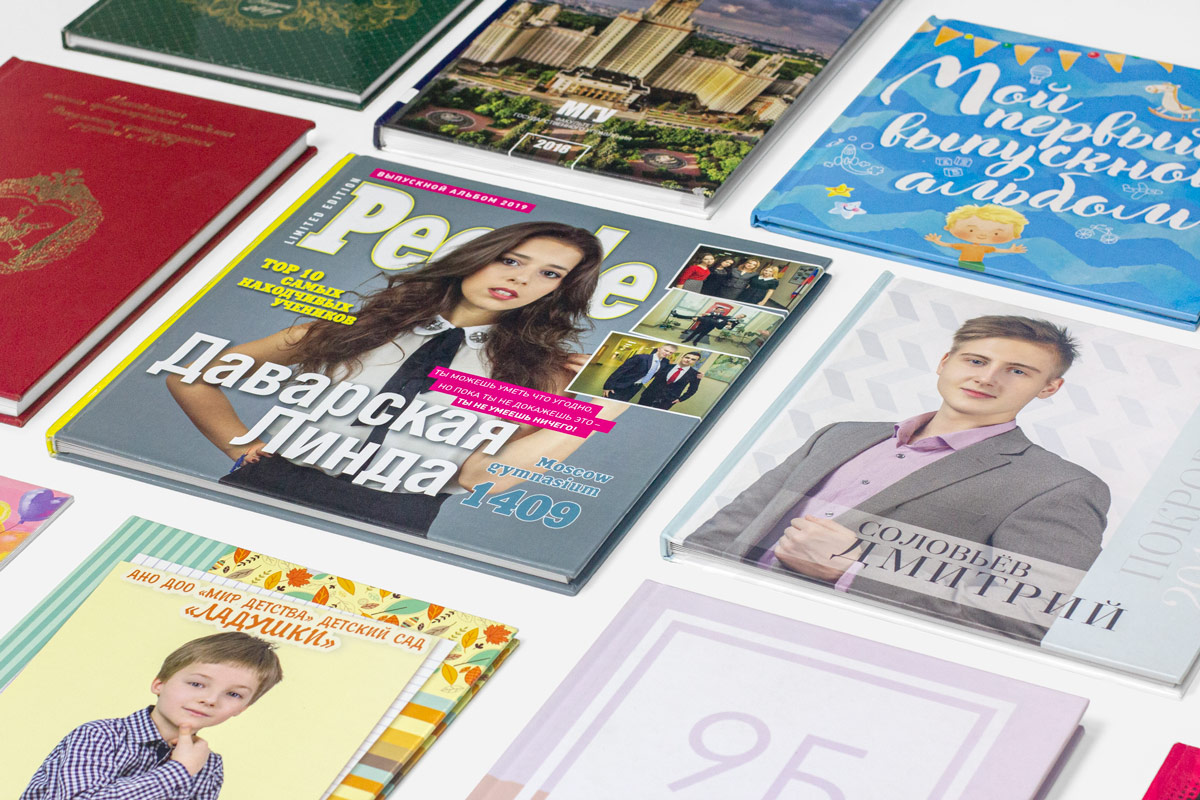 МГУ
2018
Мой
первый
выпускной
альбом
ВЫПУСКНОЙ АЛЬБОМ 2019
LIMITED EDITION
People
TOP 10
САМЫХ
НАХОДЧИВЫХ
УЧЕНИКОВ
Даварская
Линда
ТЫ МОЖЕШЬ УМЕТЬ ЧТО УГОДНО,
НО ПОКА ТЫ НЕ ДОКАЖЕШЬ ЭТО –
ТЫ НЕ УМЕЕШЬ НИЧЕГО!
Moscow
gymnasium
1409
СОЛОВЬЁВ
ДМИТРИЙ
АНО ДОО «МИР ДЕТСТВА» ДЕТСКИЙ САД
«ЛАДУШКИ»
9Б